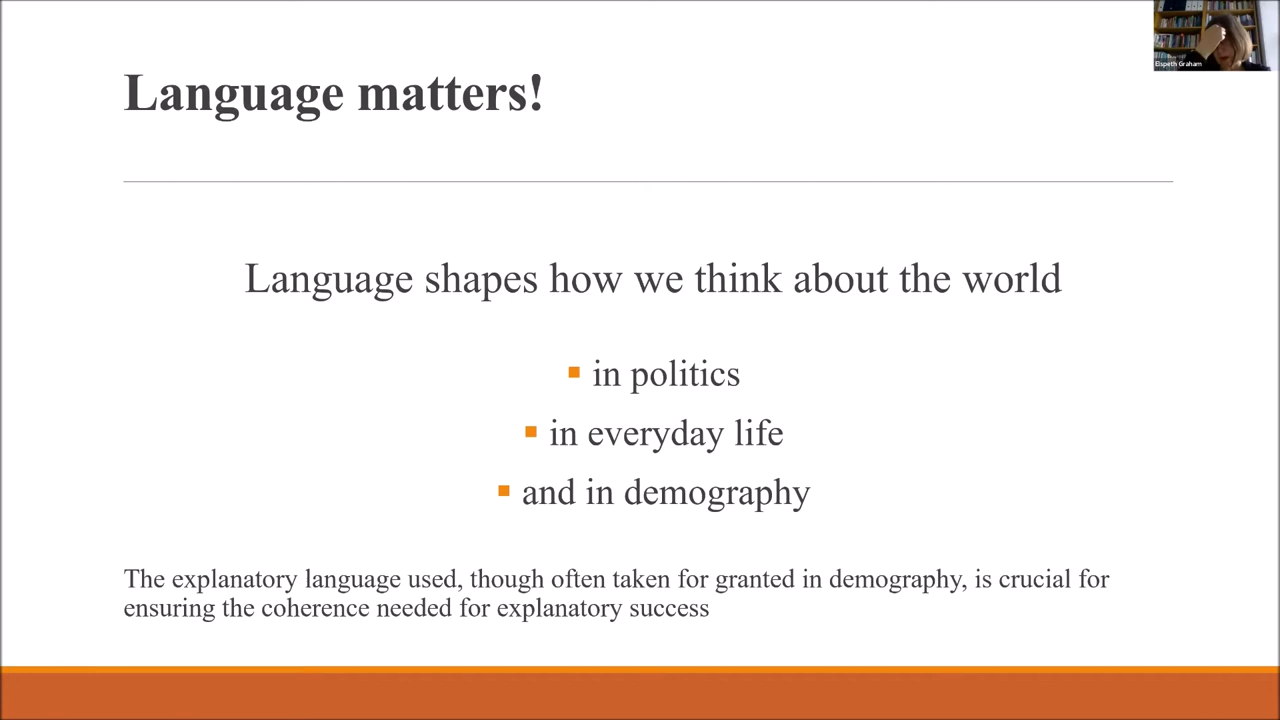 Elspeth Graham
Language matters!
Language shapes how we think about the world
in politics
in everyday life
and in demography
The explanatory language used, though often taken for granted in demography, is crucial for
ensuring the coherence needed for explanatory success